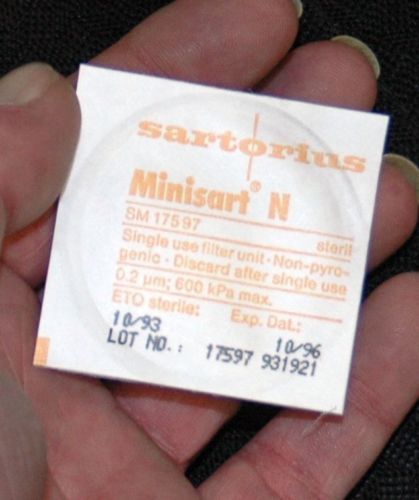 sartorius
Minisart® N
SM 17597 steril
Single use filter unit · Non-pyro-
genic · Discard after single use
0.2 µm; 600 kPa max.
ETO sterile: Exp. Dat.:
10/93 10/96
LOT NO.: 17597 931921